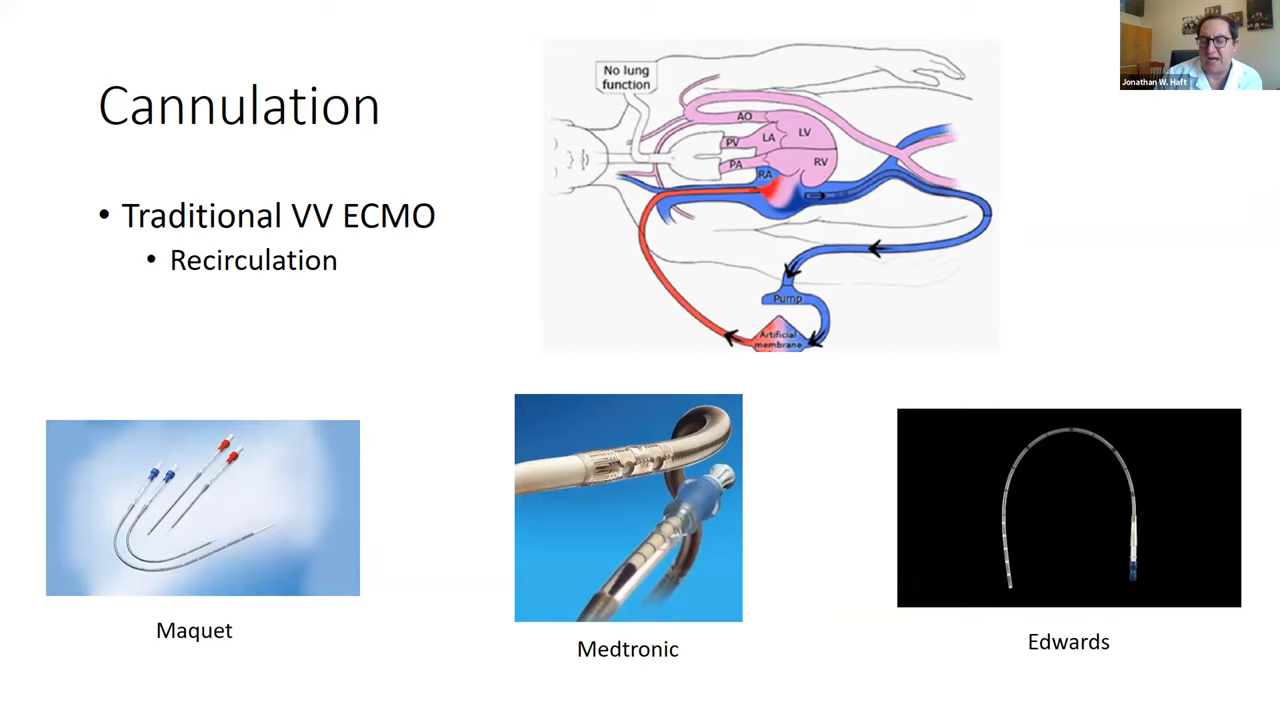 Cannulation
• Traditional VV ECMO
• Recirculation
No lung
function
AO
PV
LA
LV
PA
RA
RV
Pump
Artificial
membrane
Jonathan W. Haft
Maquet
Medtronic
Edwards